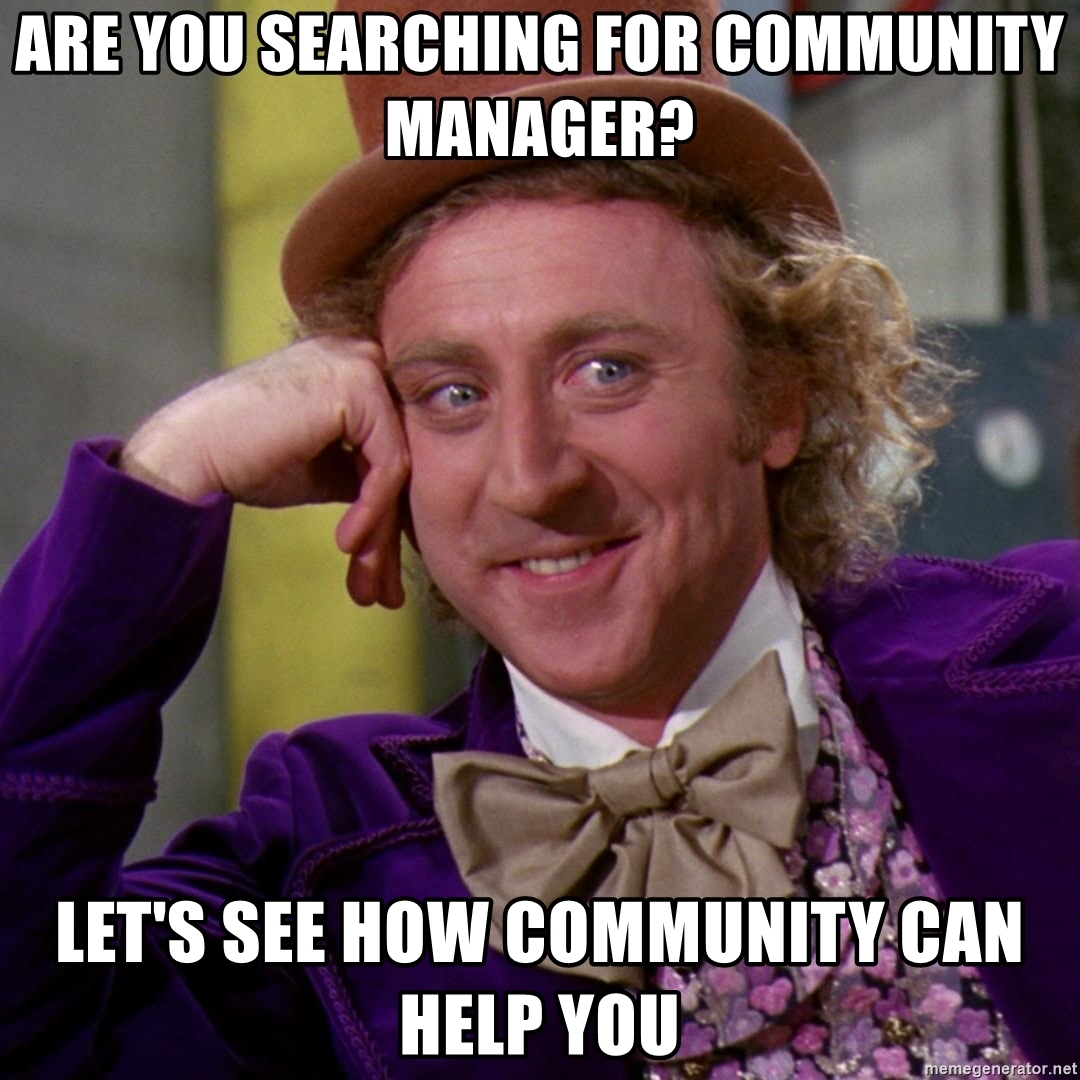 ARE YOU SEARCHING FOR COMMUNITY
MANAGER?
LET'S SEE HOW COMMUNITY CAN
HELP YOU
memegenerator.net